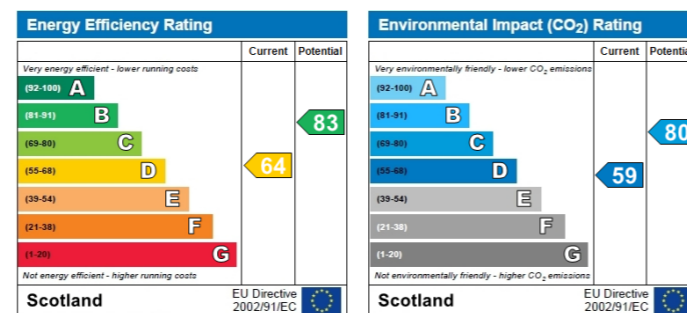 Energy Efficiency Rating
Current Potential
Very energy efficient - lower running costs
(92-100) A
(81-91) B
(69-80) C
(55-68) D
(39-54) E
(21-38) F
(1-20) G
64
83
Not energy efficient - higher running costs
Scotland
EU Directive
2002/91/EC
Environmental Impact (CO2) Rating
Current Potential
Very environmentally friendly - lower CO2 emissions
(92-100) A
(81-91) B
(69-80) C
(55-68) D
(39-54) E
(21-38) F
(1-20) G
59
80
Not environmentally friendly - higher CO2 emissions
Scotland
EU Directive
2002/91/EC